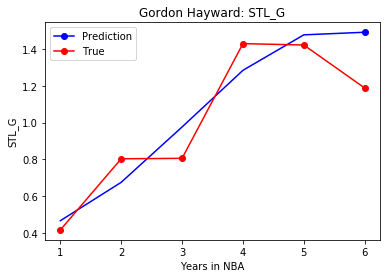 Gordon Hayward: STL_G
Prediction
True
STL_G
1.4
1.2
1.0
0.8
0.6
0.4
1 2 3 4 5 6
Years in NBA